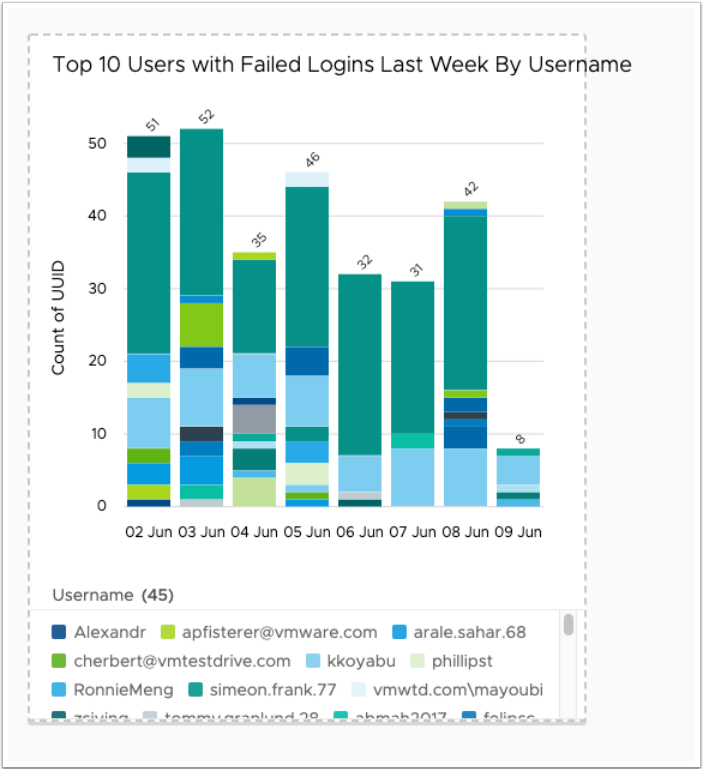 Top 10 Users with Failed Logins Last Week By Username
51
52
35
46
32
31
42
8
50
40
30
20
10
0
Count of UUID
02 Jun 03 Jun 04 Jun 05 Jun 06 Jun 07 Jun 08 Jun 09 Jun
Username (45)
Alexandr apfisterer@vmware.com arale.sahar.68
cherbert@vmtestdrive.com kkoyabu phillipst
RonnieMeng simeon.frank.77 vmwtd.com\mayoubi